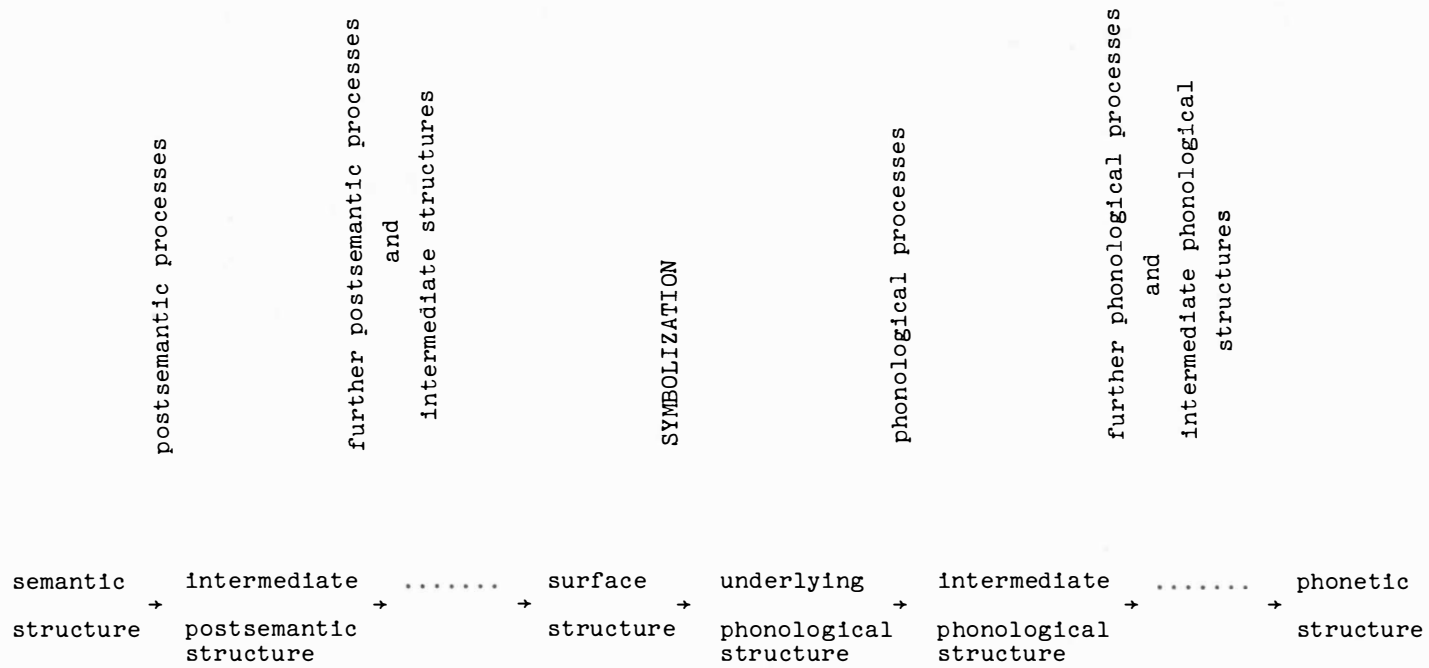 postsemantic processes
further postsemantic processes
and
intermediate structures
SYMBOLIZATION
phonological processes
further phonological processes
and
intermediate phonological
structures
semantic intermediate ....... surface underlying intermediate ....... phonetic
→ → → → → → →
structure postsemantic structure phonological phonological structure
structure structure structure